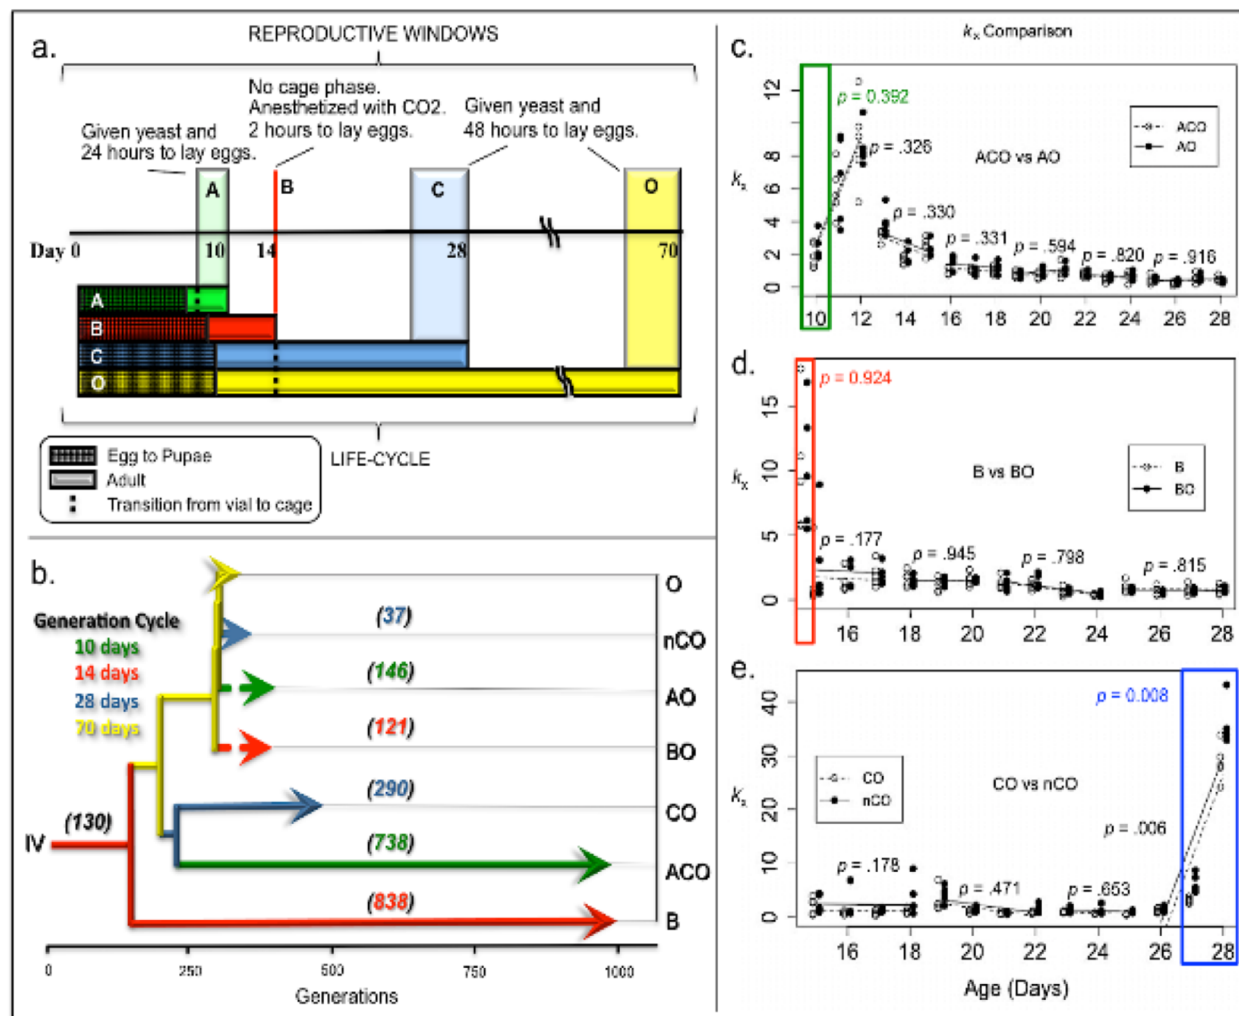 a.
REPRODUCTIVE WINDOWS
No cage phase.
Anesthetized with CO2.
2 hours to lay eggs.
Given yeast and
24 hours to lay eggs.
Given yeast and
48 hours to lay eggs.
A
B
C
O
Day 0
10
14
28
70
A
B
C
O
LIFE-CYCLE
Egg to Pupae
Adult
Transition from vial to cage
b.
Generation Cycle
10 days
14 days
28 days
70 days
O
(37)
nCO
(146)
AO
(121)
BO
(290)
CO
(738)
ACO
(838)
B
IV
(130)
0
250
500
750
1000
Generations
c.
kx Comparison
p = 0.392
p = .326
p = .330
p = .331
p = .594
p = .820
p = .916
ACO vs AO
ACO
AO
kx
12
8
6
4
2
0
10
12
14
16
18
20
22
24
26
28
d.
p = 0.924
p = .177
p = .945
p = .798
p = .815
B vs BO
B
BO
kx
15
10
5
0
16
18
20
22
24
26
28
e.
p = 0.008
p = .006
p = .178
p = .471
p = .653
CO vs nCO
CO
nCO
kx
40
30
20
10
0
16
18
20
22
24
26
28
Age (Days)